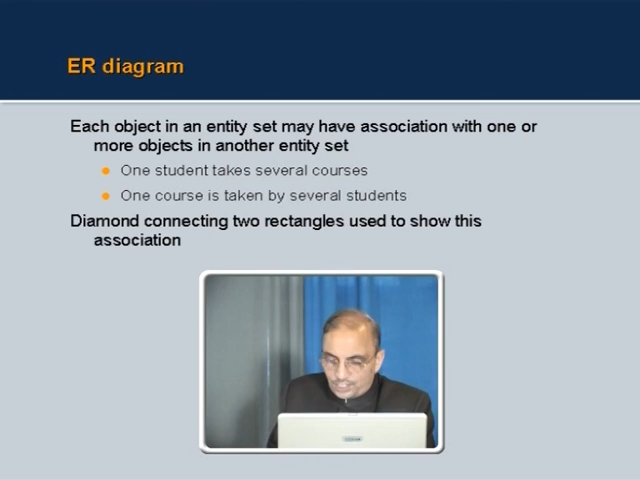 ER diagram
Each object in an entity set may have association with one or
more objects in another entity set
One student takes several courses
One course is taken by several students
Diamond connecting two rectangles used to show this
association